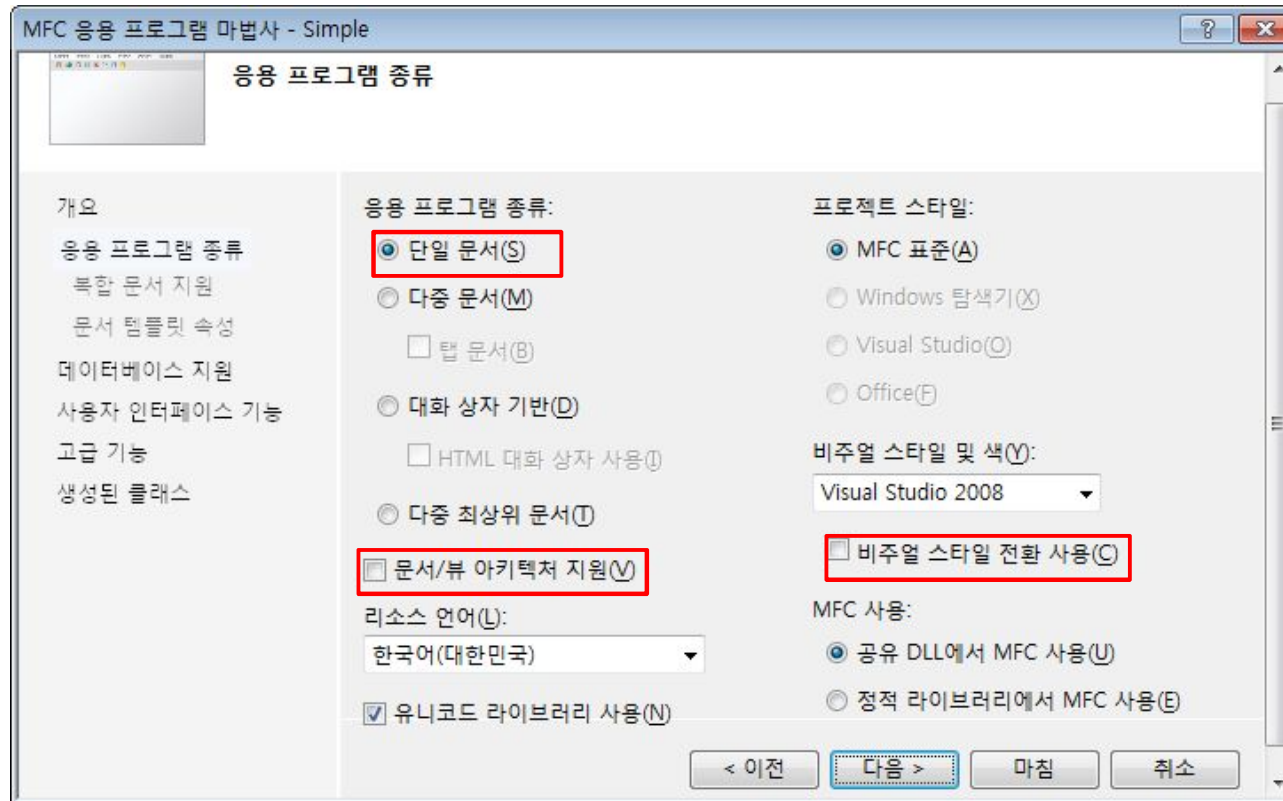 MFC 응용 프로그램 마법사 - Simple
응용 프로그램 종류
개요
응용 프로그램 종류
복합 문서 지원
문서 템플릿 속성
데이터베이스 지원
사용자 인터페이스 기능
고급 기능
생성된 클래스
응용 프로그램 종류:
단일 문서(S)
다중 문서(M)
탭 문서(B)
대화 상자 기반(D)
HTML 대화 상자 사용(I)
다중 최상위 문서(T)
문서/뷰 아키텍처 지원(V)
리소스 언어(L):
한국어(대한민국)
유니코드 라이브러리 사용(N)
프로젝트 스타일:
MFC 표준(A)
Windows 탐색기(X)
Visual Studio(O)
Office(F)
비주얼 스타일 및 색(Y):
Visual Studio 2008
비주얼 스타일 전환 사용(C)
MFC 사용:
공유 DLL에서 MFC 사용(U)
정적 라이브러리에서 MFC 사용(E)
< 이전
다음 >
마침
취소